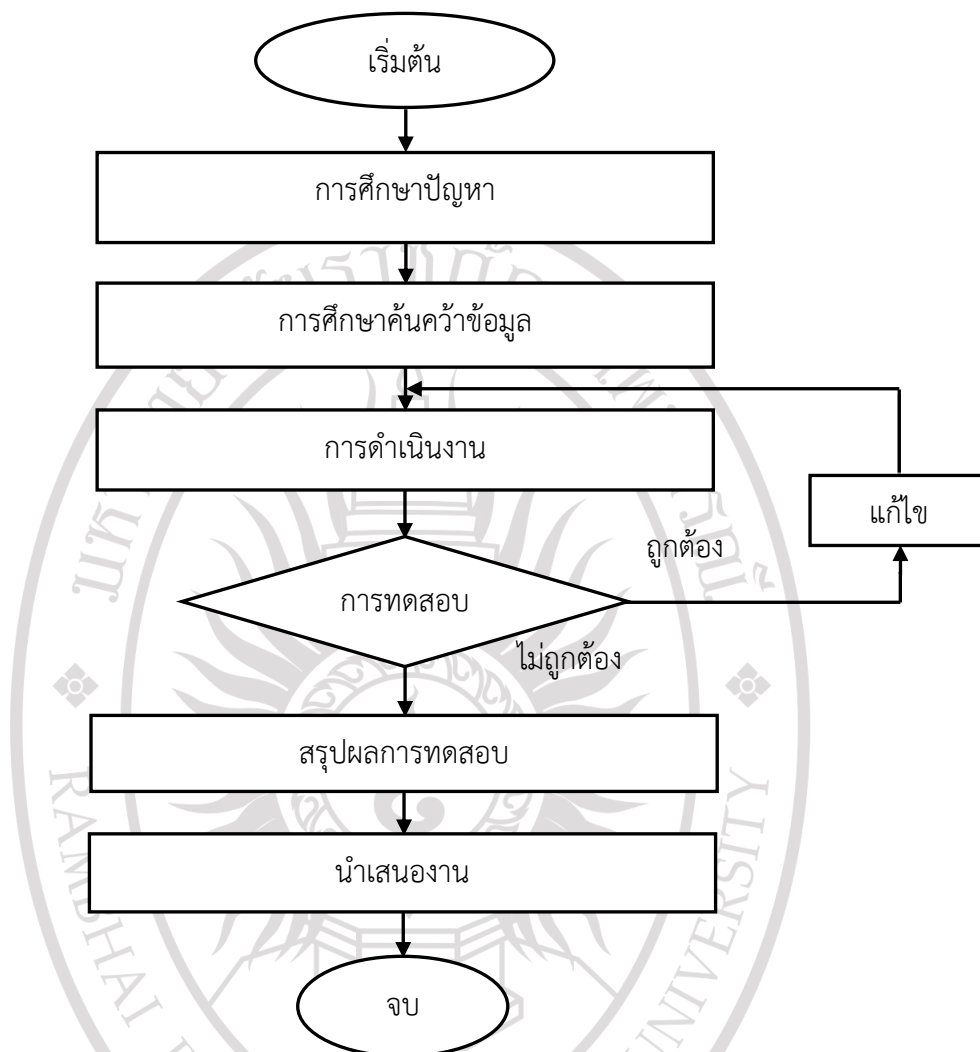 เริ่มต้น
การศึกษาปัญหา
การศึกษาค้นคว้าข้อมูล
การดำเนินงาน
แก้ไข
ถูกต้อง
การทดสอบ
ไม่ถูกต้อง
สรุปผลการทดสอบ
นำเสนองาน
จบ
UNIVERSITY